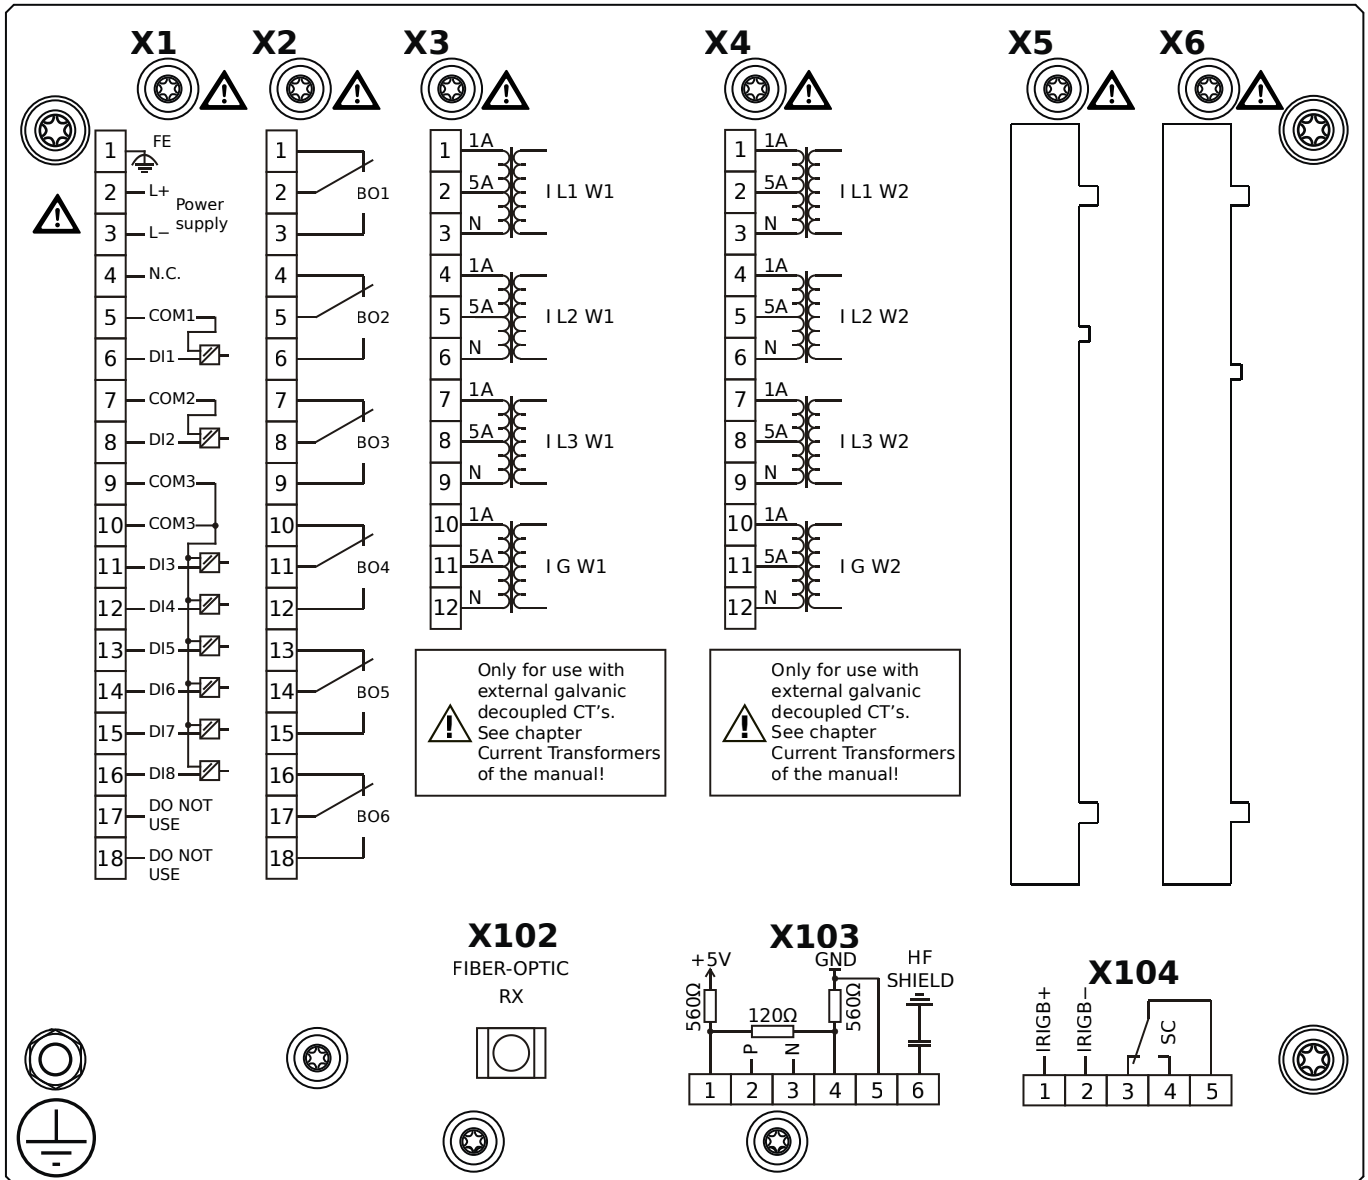 X1 X2 X3 X4 X5 X6
1 FE
2 L+
Power
supply
3 L−
4 N.C.
5 COM1
6 DI1
7 COM2
8 DI2
9 COM3
10 COM3
11 DI3
12 DI4
13 DI5
14 DI6
15 DI7
16 DI8
17 DO NOT
USE
18 DO NOT
USE
1
2 BO1
3
4
5 BO2
6
7
8 BO3
9
10
11 BO4
12
13
14 BO5
15
16
17 BO6
18
1 1A
2 5A I L1 W1
3 N
4 1A
5 5A I L2 W1
6 N
7 1A
8 5A I L3 W1
9 N
10 1A
11 5A I G W1
12 N
Only for use with
external galvanic
decoupled CT's.
See chapter
Current Transformers
of the manual!
1 1A
2 5A I L1 W2
3 N
4 1A
5 5A I L2 W2
6 N
7 1A
8 5A I L3 W2
9 N
10 1A
11 5A I G W2
12 N
Only for use with
external galvanic
decoupled CT's.
See chapter
Current Transformers
of the manual!
X102
FIBER-OPTIC
RX
X103
+5V GND HF
SHIELD
560Ω 120Ω 560Ω
P N
1 2 3 4 5 6
X104
IRIGB+ IRIGB− SC
1 2 3 4 5